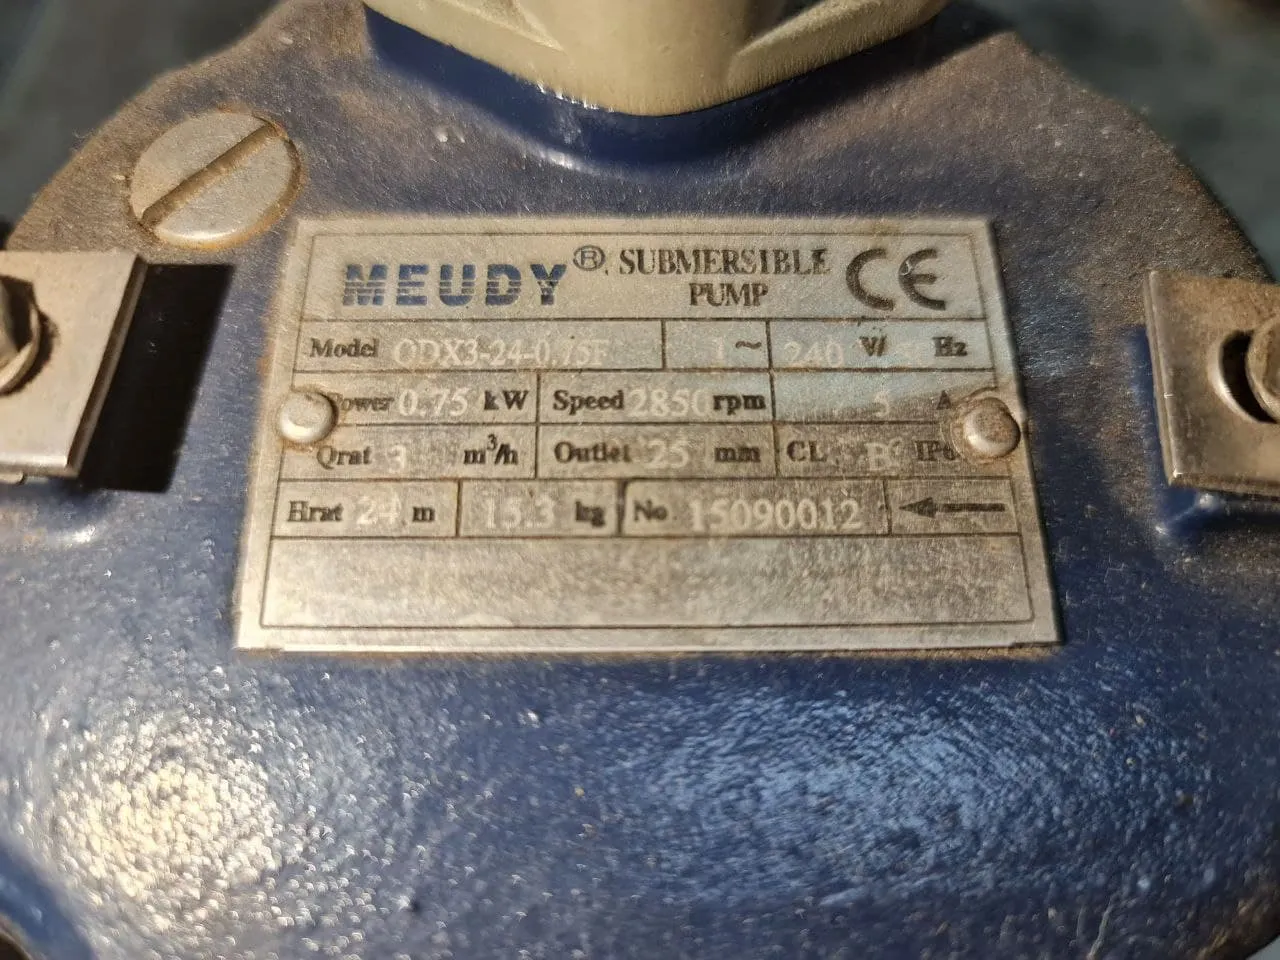 MEUDY® SUBMERSIBLE PUMP CE
Model QDX3-24-0.75F 1~ 240 V/ Hz
Power 0.75 kW Speed 2850 rpm 5 A
Qrat 3 m³/h Outlet 25 mm CL. B
Hrat 24 m 15.3 kg No. 15090012